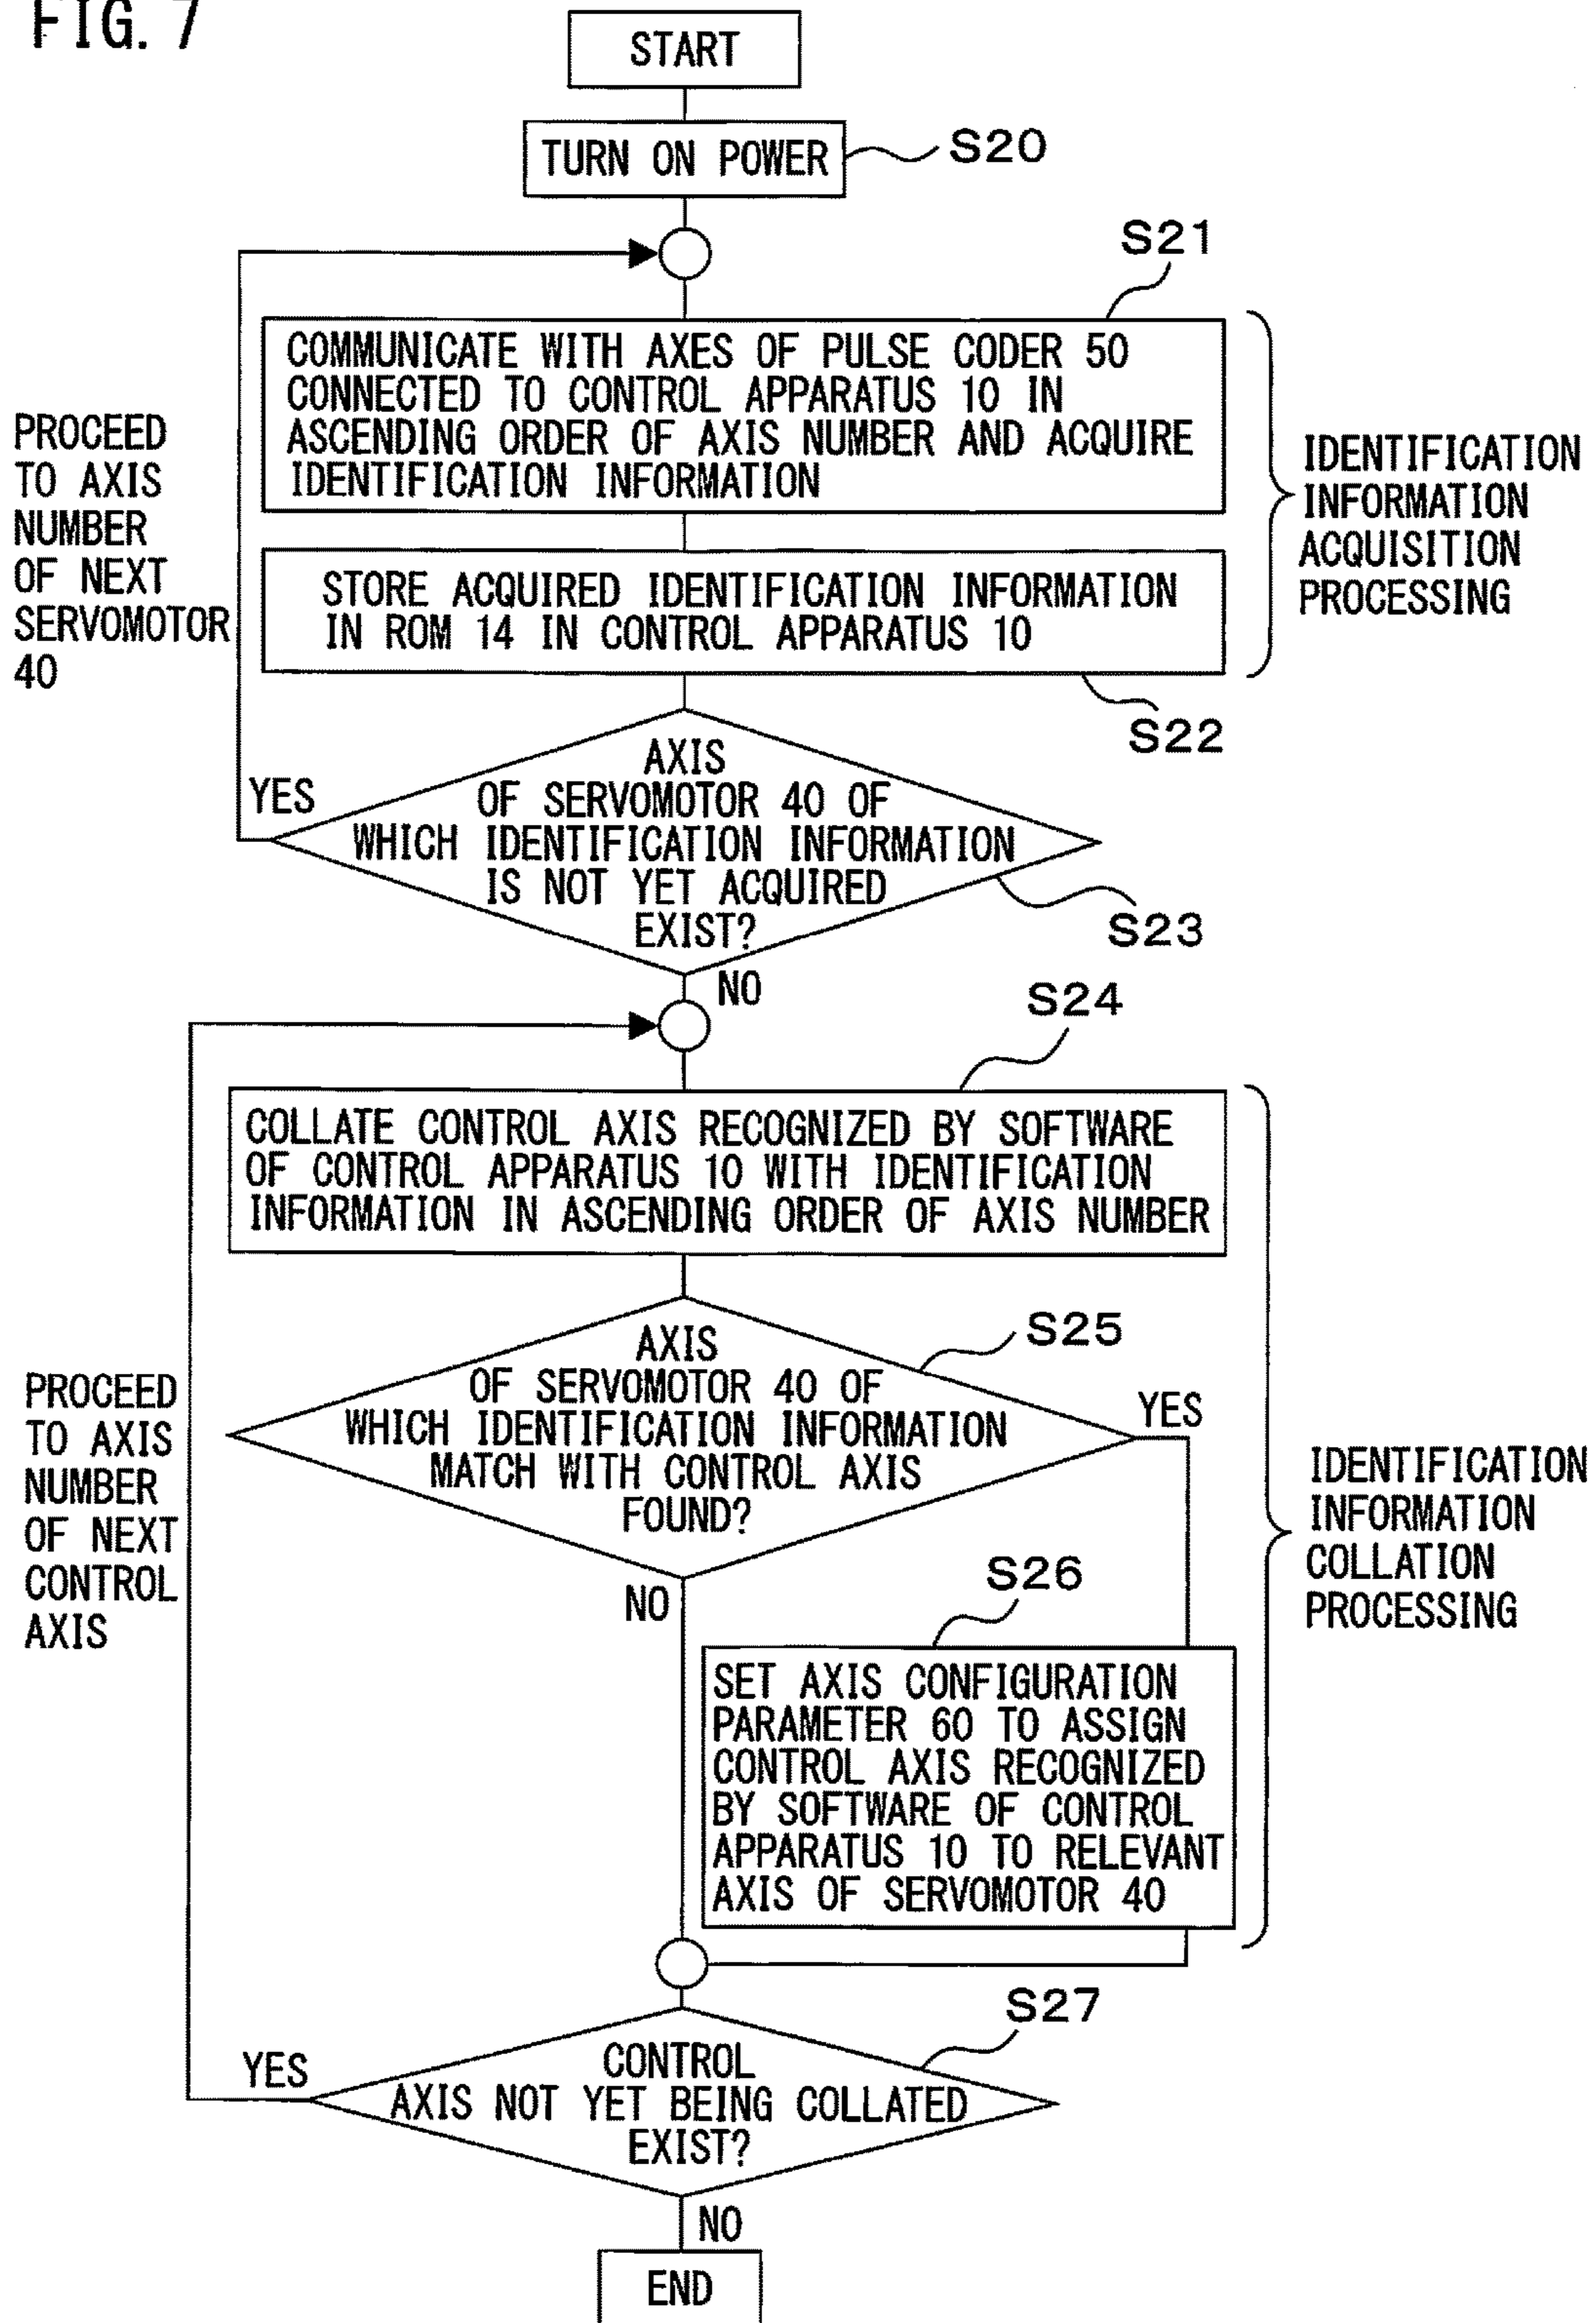 FIG. 7
START
TURN ON POWER
S20
S21
COMMUNICATE WITH AXES OF PULSE CODER 50
CONNECTED TO CONTROL APPARATUS 10 IN
ASCENDING ORDER OF AXIS NUMBER AND ACQUIRE
IDENTIFICATION INFORMATION
PROCEED
TO AXIS
NUMBER
OF NEXT
SERVOMOTOR
40
IDENTIFICATION
INFORMATION
ACQUISITION
PROCESSING
STORE ACQUIRED IDENTIFICATION INFORMATION
IN ROM 14 IN CONTROL APPARATUS 10
S22
YES
AXIS
OF SERVOMOTOR 40 OF
WHICH IDENTIFICATION INFORMATION
IS NOT YET ACQUIRED
EXIST?
S23
NO
S24
COLLATE CONTROL AXIS RECOGNIZED BY SOFTWARE
OF CONTROL APPARATUS 10 WITH IDENTIFICATION
INFORMATION IN ASCENDING ORDER OF AXIS NUMBER
S25
AXIS
OF SERVOMOTOR 40 OF
WHICH IDENTIFICATION INFORMATION
MATCH WITH CONTROL AXIS
FOUND?
YES
PROCEED
TO AXIS
NUMBER
OF NEXT
CONTROL
AXIS
IDENTIFICATION
INFORMATION
COLLATION
PROCESSING
NO
S26
SET AXIS CONFIGURATION
PARAMETER 60 TO ASSIGN
CONTROL AXIS RECOGNIZED
BY SOFTWARE OF CONTROL
APPARATUS 10 TO RELEVANT
AXIS OF SERVOMOTOR 40
S27
YES
CONTROL
AXIS NOT YET BEING COLLATED
EXIST?
NO
END